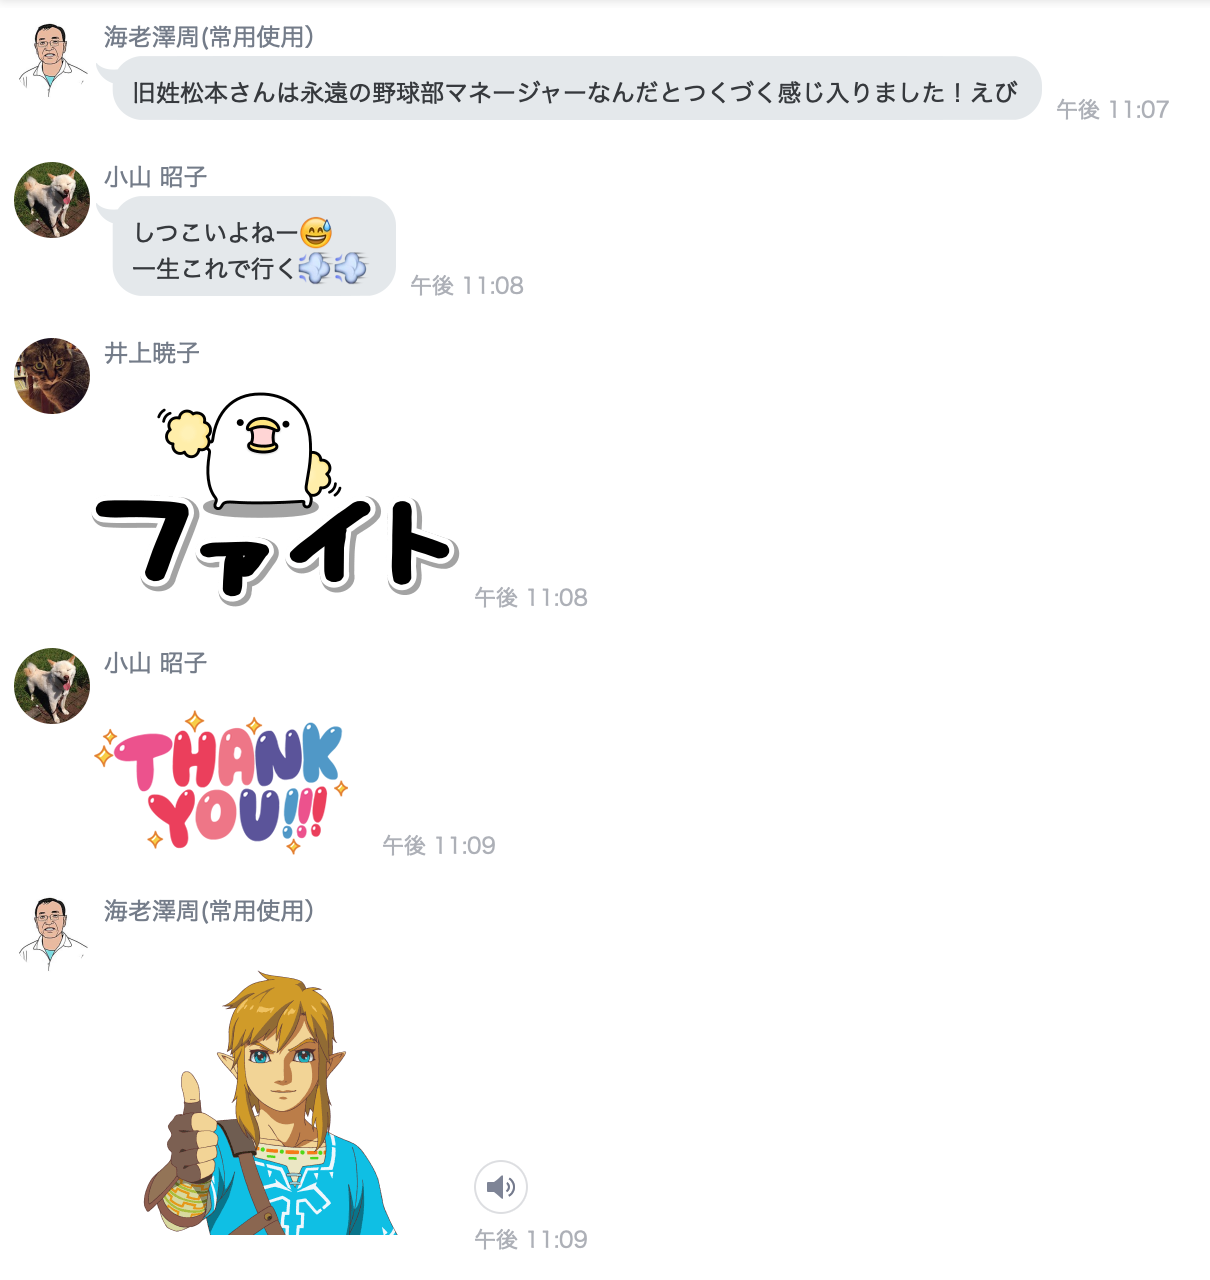 海老澤周(常用使用）
旧姓松本さんは永遠の野球部マネージャーなんだとつくづく感じ入りました！えび
午後 11:07
小山 昭子
しつこいよねー😅
一生これで行く💨💨
午後 11:08
井上暁子
ファイト
午後 11:08
小山 昭子
THANK
YOU!!!
午後 11:09
海老澤周(常用使用）
午後 11:09